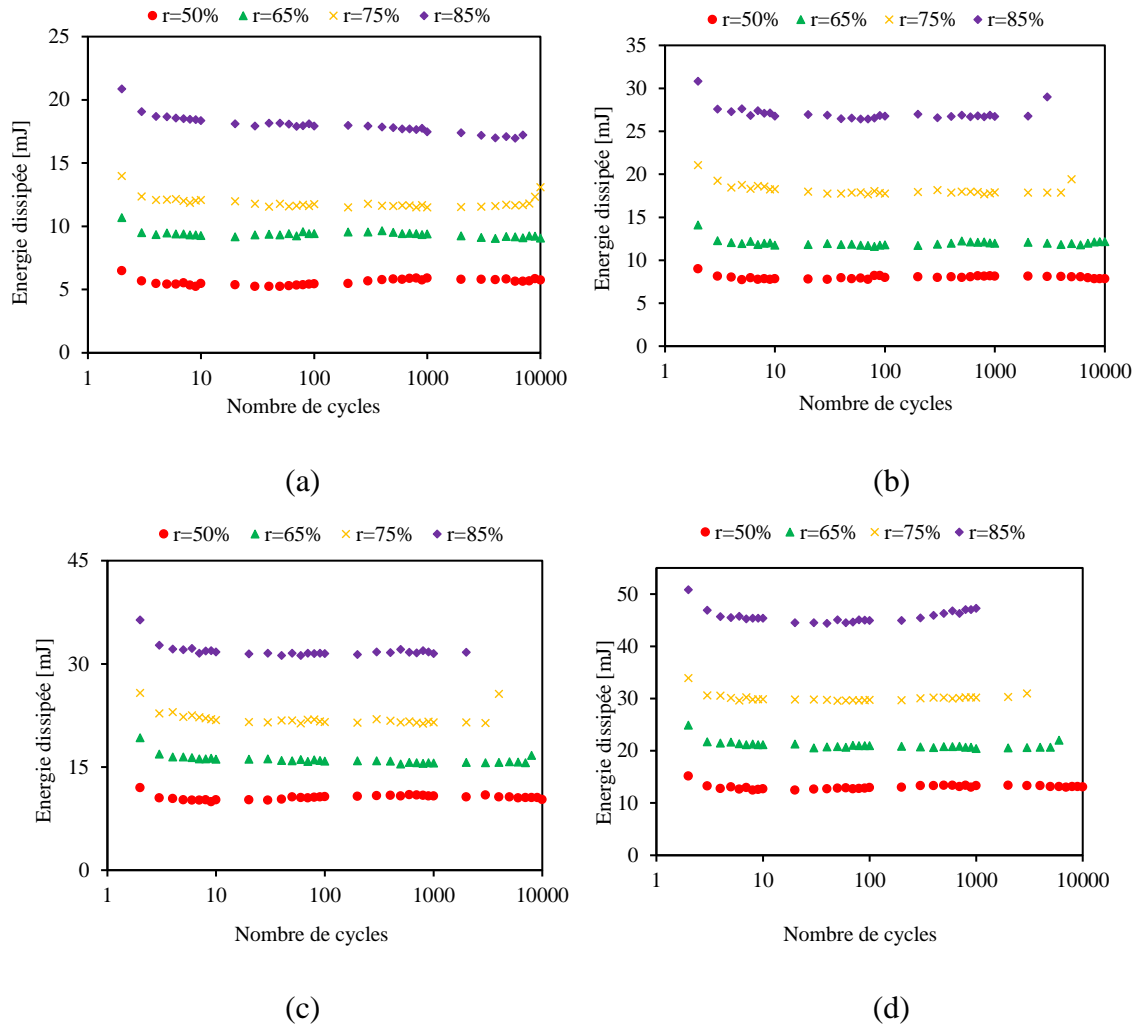 r=50% r=65% r=75% r=85%
25
20
15
10
5
0
1 10 100 1000 10000
Energie dissipée [mJ]
Nombre de cycles
(a)
r=50% r=65% r=75% r=85%
35
30
25
20
15
10
5
0
1 10 100 1000 10000
Energie dissipée [mJ]
Nombre de cycles
(b)
r=50% r=65% r=75% r=85%
45
30
15
0
1 10 100 1000 10000
Energie dissipée [mJ]
Nombre de cycles
(c)
r=50% r=65% r=75% r=85%
50
40
30
20
10
0
1 10 100 1000 10000
Energie dissipée [mJ]
Nombre de cycles
(d)